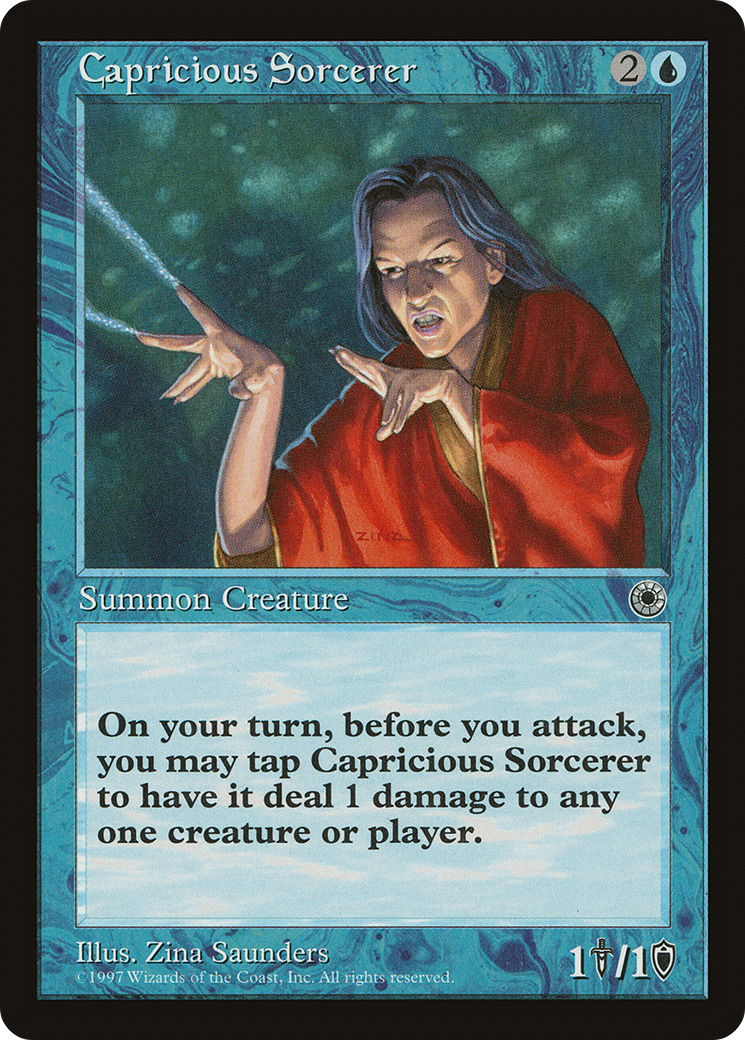 Capricious Sorcerer 2
ZINA
Summon Creature
On your turn, before you attack,
you may tap Capricious Sorcerer
to have it deal 1 damage to any
one creature or player.
Illus. Zina Saunders
©1997 Wizards of the Coast, Inc. All rights reserved.
1/1